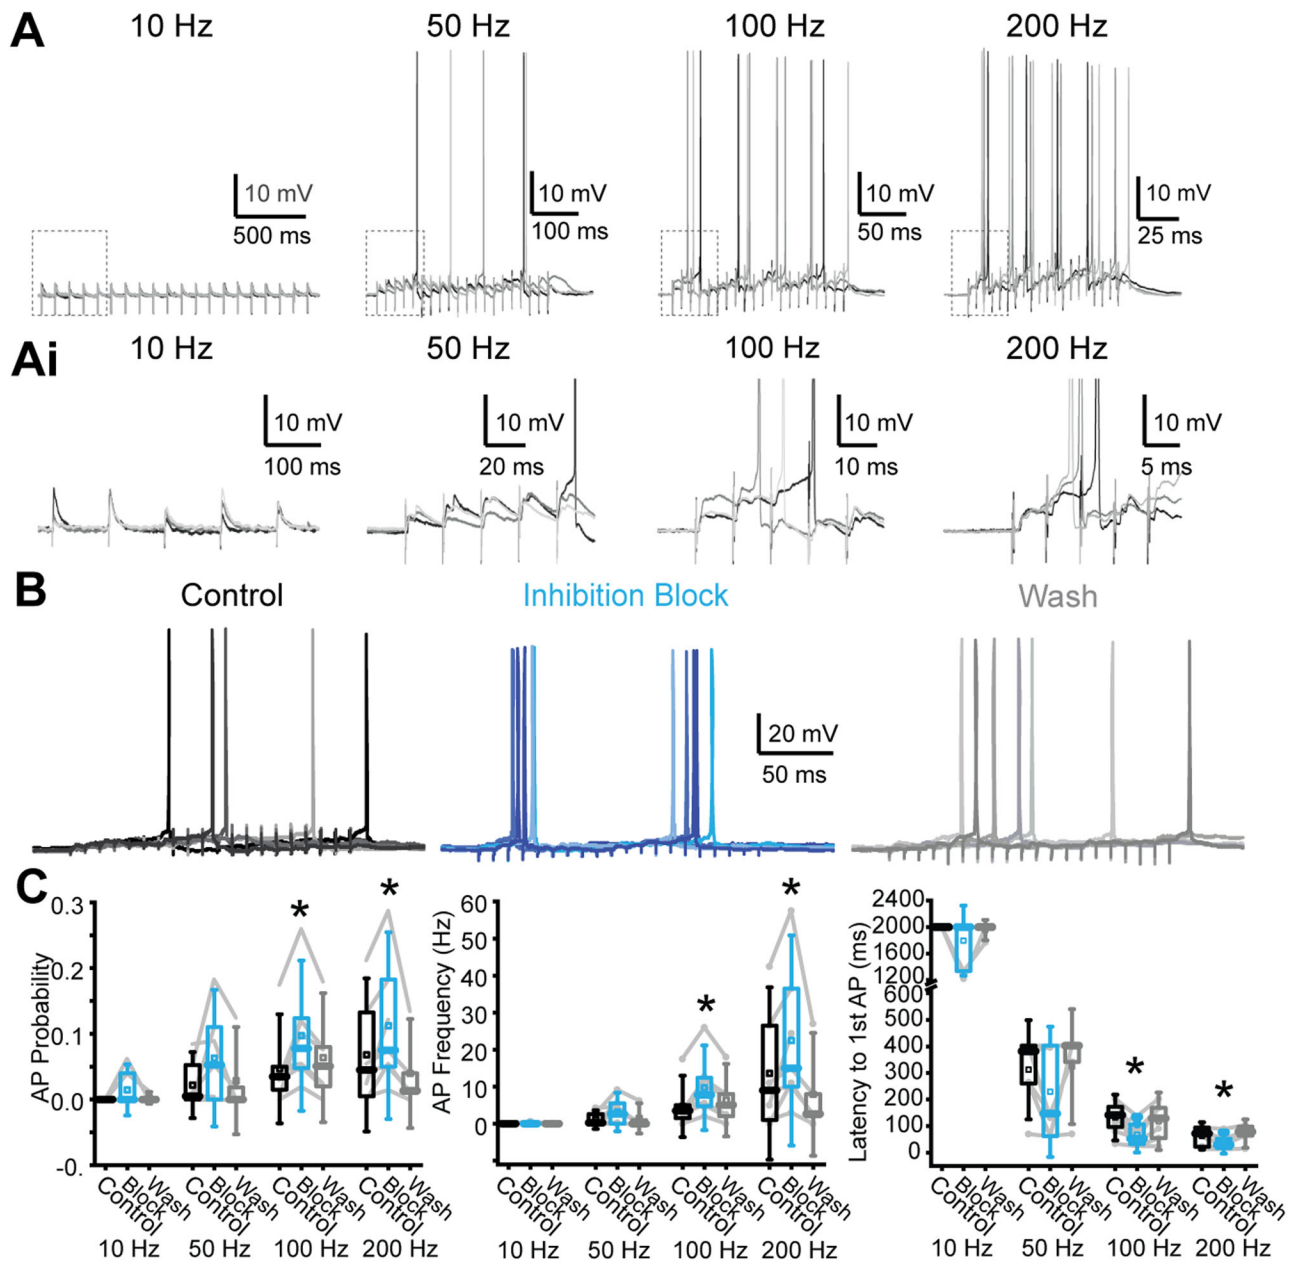 A
10 Hz 50 Hz 100 Hz 200 Hz
10 mV 10 mV 10 mV 10 mV
500 ms 100 ms 50 ms 25 ms
Ai
10 Hz 50 Hz 100 Hz 200 Hz
10 mV 10 mV 10 mV 10 mV
100 ms 20 ms 10 ms 5 ms
B
Control Inhibition Block Wash
20 mV
50 ms
C
AP Probability
0.3
0.2
0.1
0.0
-0.
* *
Control Block Wash Control Block Wash Control Block Wash Control Block Wash
10 Hz 50 Hz 100 Hz 200 Hz
AP Frequency (Hz)
60
50
40
30
20
10
0
* *
Control Block Wash Control Block Wash Control Block Wash Control Block Wash
10 Hz 50 Hz 100 Hz 200 Hz
Latency to 1st AP (ms)
2400
2000
1600
1200
600
500
400
300
200
100
0
* *
Control Block Wash Control Block Wash Control Block Wash Control Block Wash
10 Hz 50 Hz 100 Hz 200 Hz